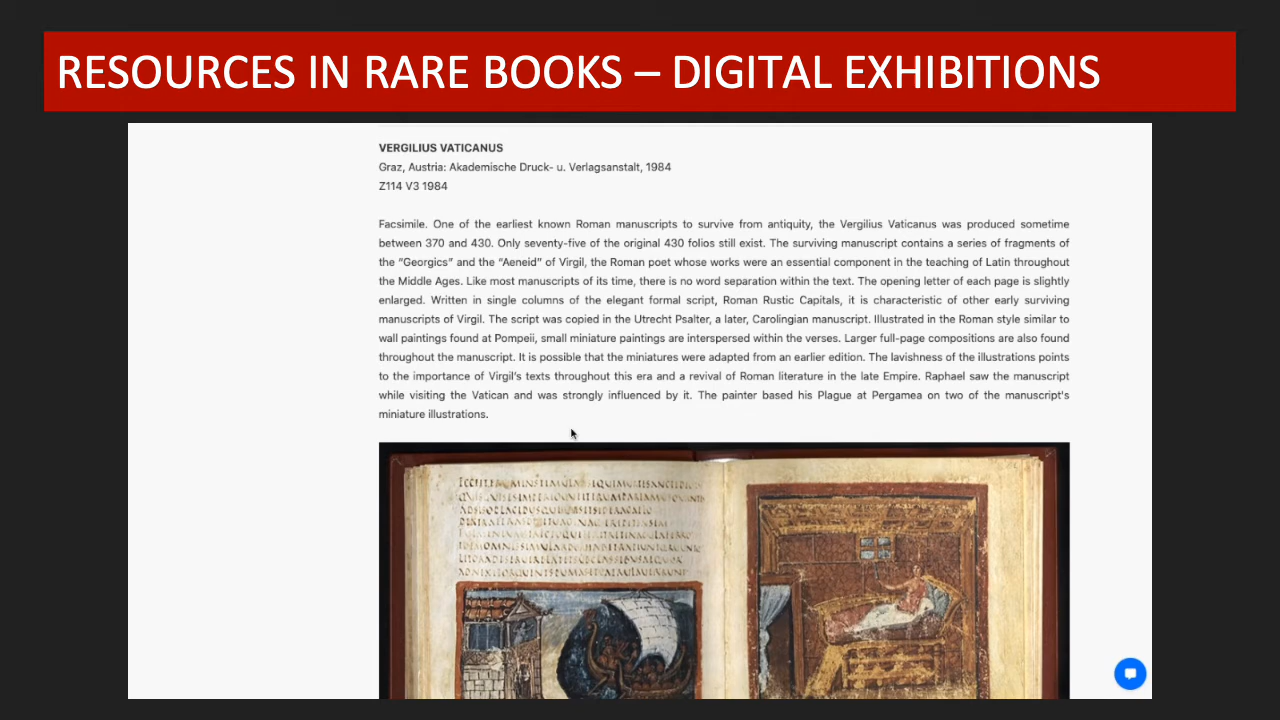 RESOURCES IN RARE BOOKS – DIGITAL EXHIBITIONS
VERGILIUS VATICANUS
Graz, Austria: Akademische Druck- u. Verlagsanstalt, 1984
Z114 V3 1984
Facsimile. One of the earliest known Roman manuscripts to survive from antiquity, the Vergilius Vaticanus was produced sometime
between 370 and 430. Only seventy-five of the original 430 folios still exist. The surviving manuscript contains a series of fragments of
the “Georgics” and the “Aeneid” of Virgil, the Roman poet whose works were an essential component in the teaching of Latin throughout
the Middle Ages. Like most manuscripts of its time, there is no word separation within the text. The opening letter of each page is slightly
enlarged. Written in single columns of the elegant formal script, Roman Rustic Capitals, it is characteristic of other early surviving
manuscripts of Virgil. The script was copied in the Utrecht Psalter, a later, Carolingian manuscript. Illustrated in the Roman style similar to
wall paintings found at Pompeii, small miniature paintings are interspersed within the verses. Larger full-page compositions are also found
throughout the manuscript. It is possible that the miniatures were adapted from an earlier edition. The lavishness of the illustrations points
to the importance of Virgil's texts throughout this era and a revival of Roman literature in the late Empire. Raphael saw the manuscript
while visiting the Vatican and was strongly influenced by it. The painter based his Plague at Pergamea on two of the manuscript's
miniature illustrations.